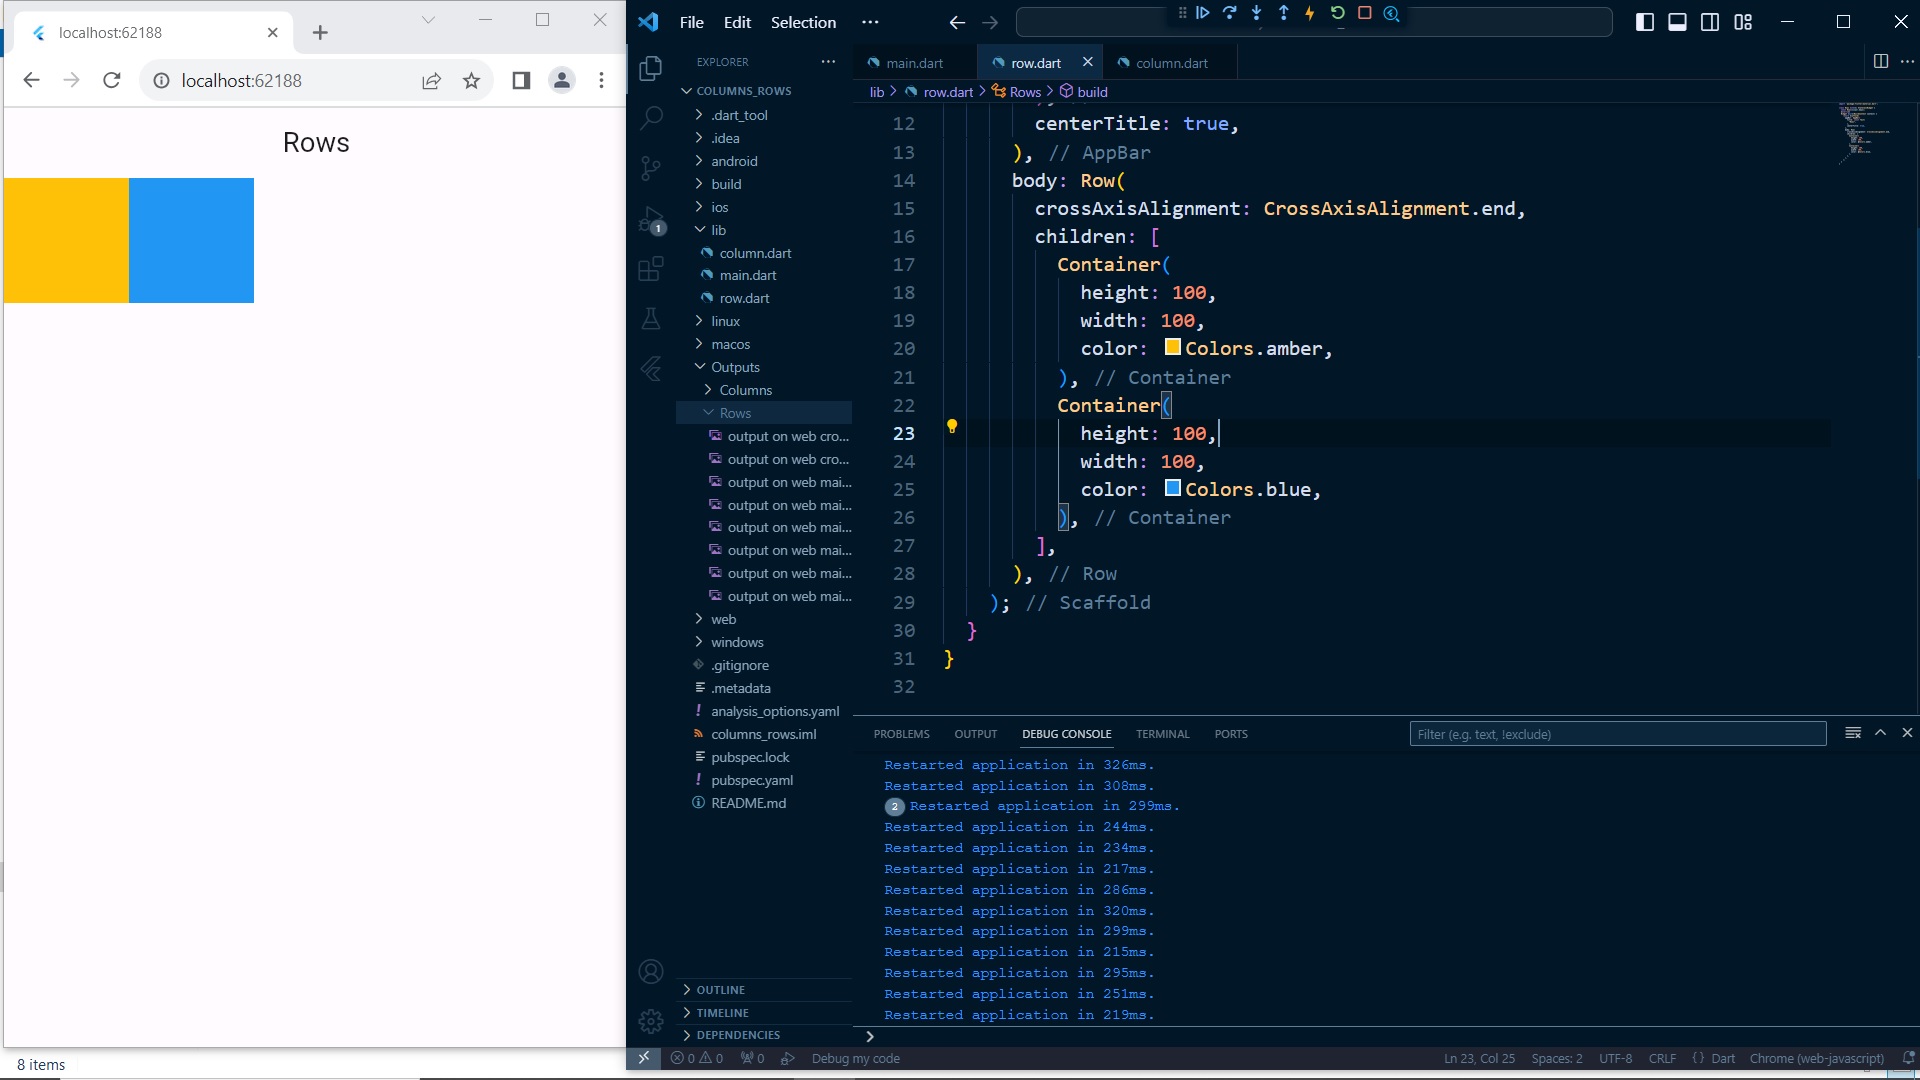 localhost:62188
localhost:62188
Rows
8 items
File Edit Selection ···
EXPLORER ···
COLUMNS_ROWS
.dart_tool
.idea
android
build
ios
lib
column.dart
main.dart
row.dart
linux
macos
Outputs
Columns
Rows
output on web cro...
output on web cro...
output on web mai...
output on web mai...
output on web mai...
output on web mai...
output on web mai...
output on web mai...
web
windows
.gitignore
.metadata
! analysis_options.yaml
columns_rows.iml
pubspec.lock
! pubspec.yaml
README.md
OUTLINE
TIMELINE
DEPENDENCIES
1
main.dart row.dart column.dart
lib > row.dart > Rows > build
12 centerTitle: true,
13 ), // AppBar
14 body: Row(
15 crossAxisAlignment: CrossAxisAlignment.end,
16 children: [
17 Container(
18 height: 100,
19 width: 100,
20 color: Colors.amber,
21 ), // Container
22 Container(
23 height: 100,
24 width: 100,
25 color: Colors.blue,
26 ), // Container
27 ],
28 ), // Row
29 ); // Scaffold
30 }
31 }
32
PROBLEMS OUTPUT DEBUG CONSOLE TERMINAL PORTS Filter (e.g. text, !exclude)
Restarted application in 326ms.
Restarted application in 308ms.
2 Restarted application in 299ms.
Restarted application in 244ms.
Restarted application in 234ms.
Restarted application in 217ms.
Restarted application in 286ms.
Restarted application in 320ms.
Restarted application in 299ms.
Restarted application in 215ms.
Restarted application in 295ms.
Restarted application in 251ms.
Restarted application in 219ms.
>
0 0 0 Debug my code Ln 23, Col 25 Spaces: 2 UTF-8 CRLF { } Dart Chrome (web-javascript)